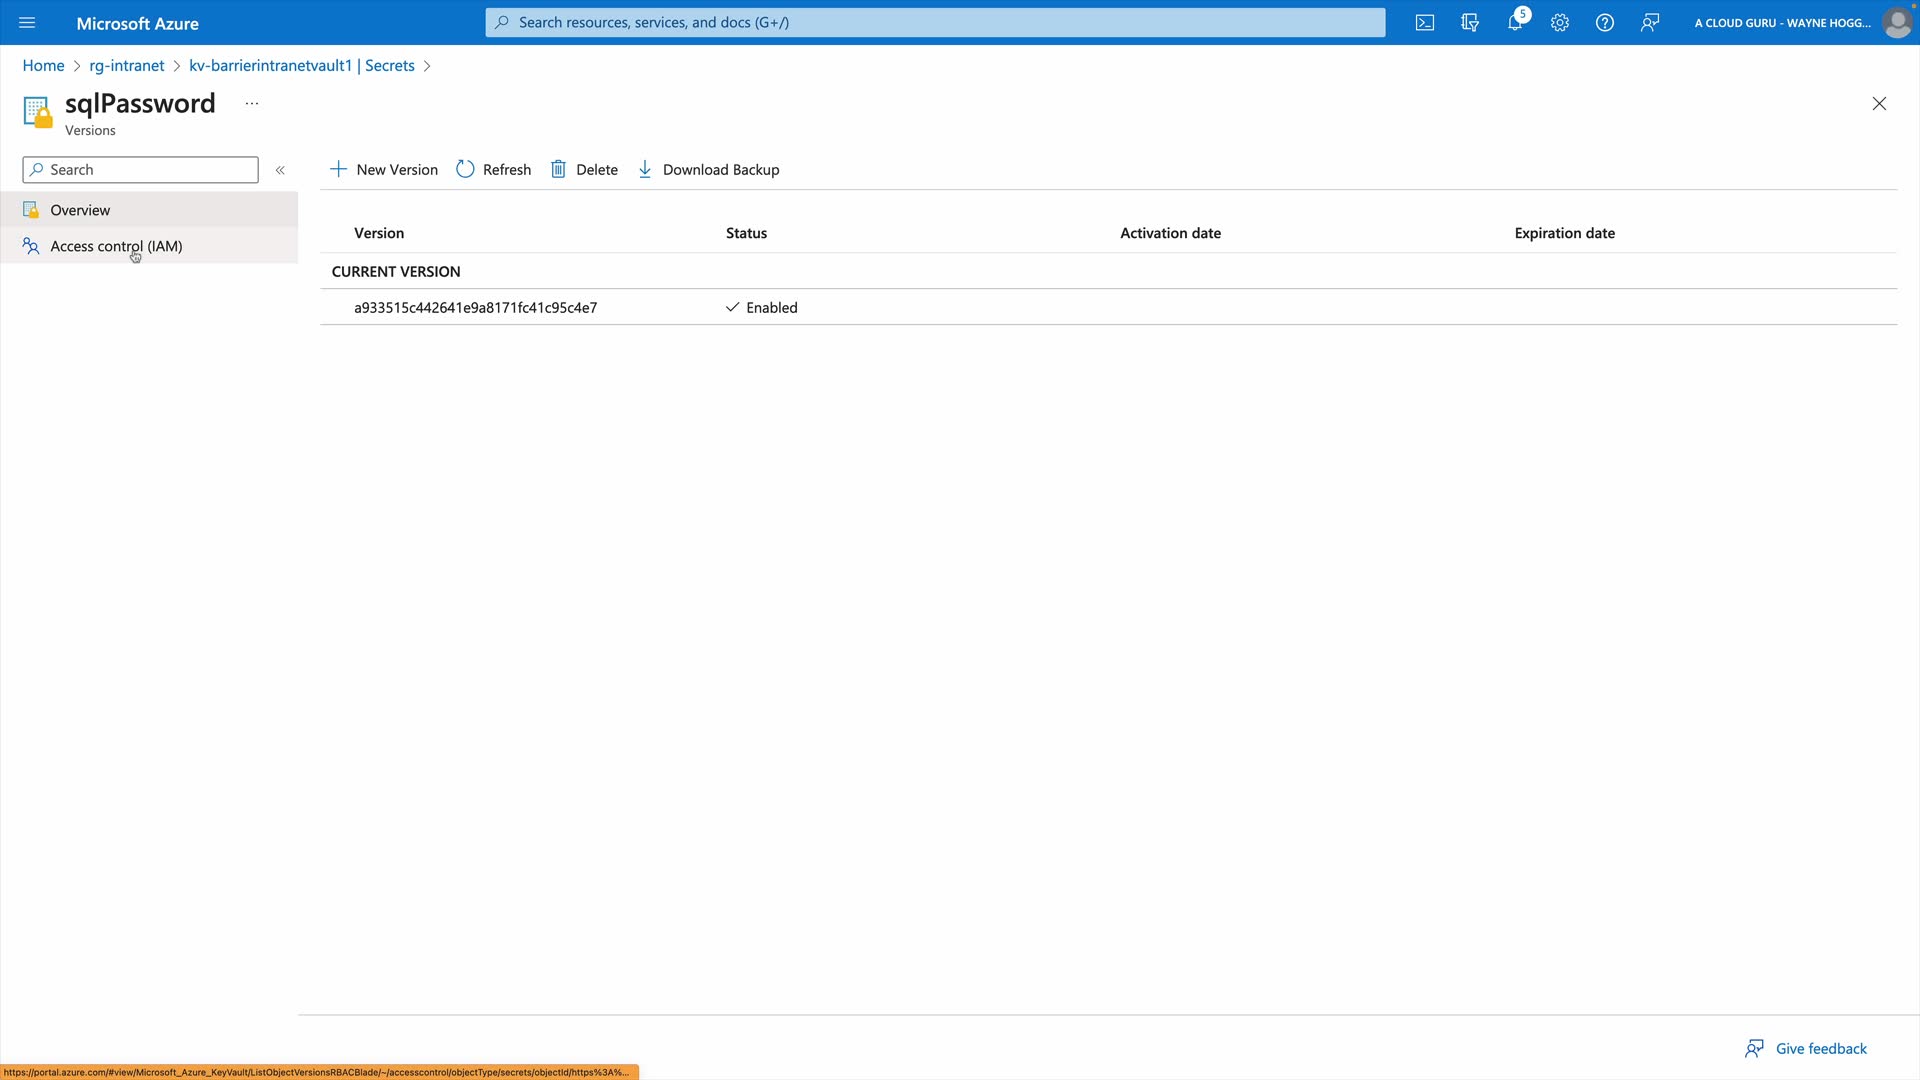 Microsoft Azure
Search resources, services, and docs (G+/)
5
A CLOUD GURU - WAYNE HOGG...
Home > rg-intranet > kv-barrierintranetvault1 | Secrets >
sqlPassword ...
Versions
Search
«
New Version
Refresh
Delete
Download Backup
Overview
Access control (IAM)
Version Status Activation date Expiration date
CURRENT VERSION
a933515c442641e9a8171fc41c95c4e7 Enabled
Give feedback
https://portal.azure.com/#view/Microsoft_Azure_KeyVault/ListObjectVersionsRBACBlade/~/accesscontrol/objectType/secrets/objectId/https%3A%...